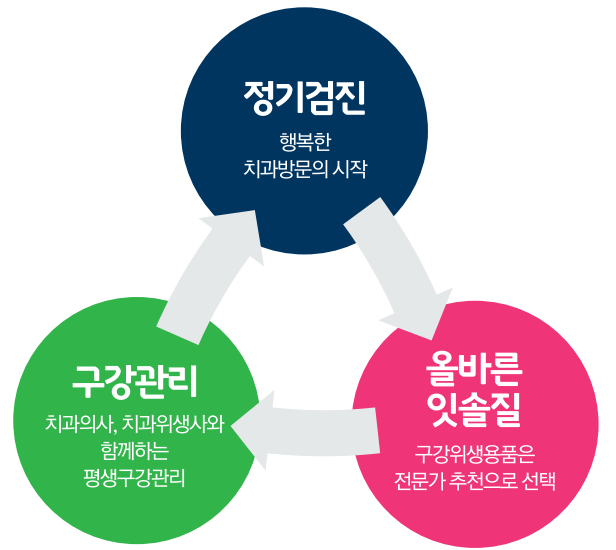 정기검진
행복한
치과방문의 시작
구강관리
치과의사, 치과위생사와
함께하는
평생구강관리
올바른
잇솔질
구강위생용품은
전문가 추천으로 선택